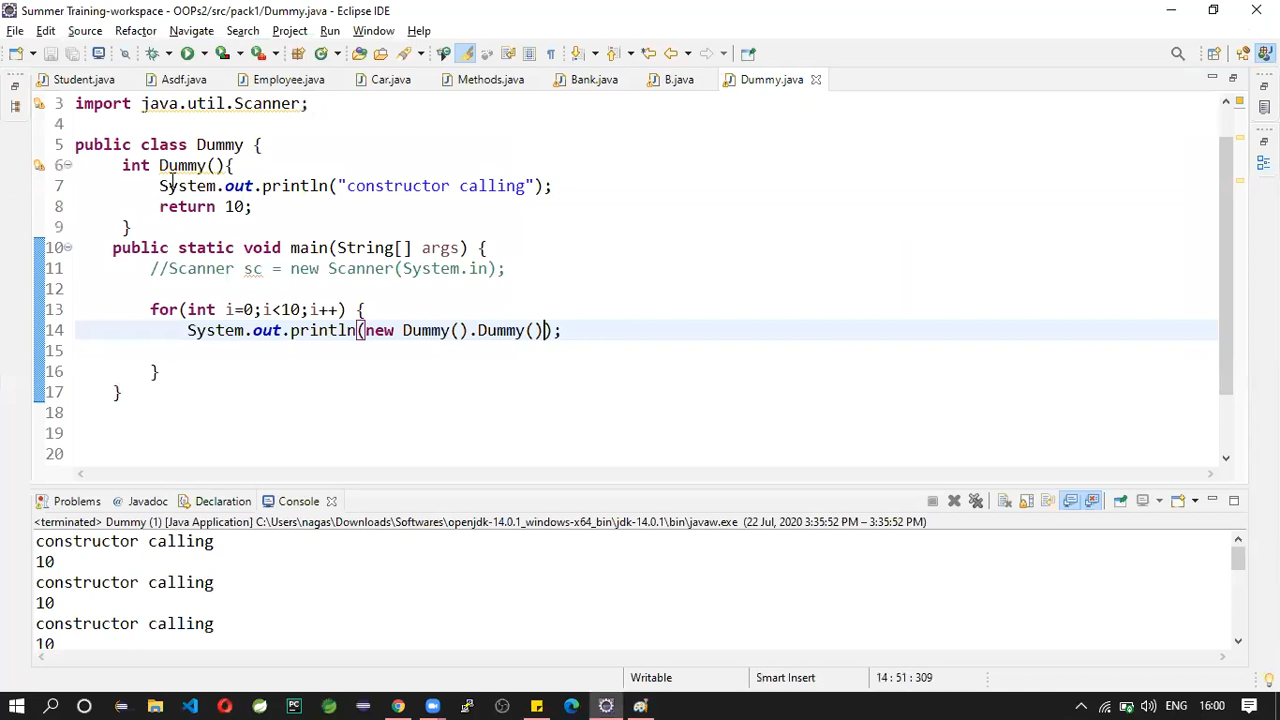 Summer Training-workspace - OOPs2/src/pack1/Dummy.java - Eclipse IDE
File Edit Source Refactor Navigate Search Project Run Window Help
Student.java Asdf.java Employee.java Car.java Methods.java Bank.java B.java Dummy.java
3 import java.util.Scanner;
4
5 public class Dummy {
6 int Dummy(){
7 System.out.println("constructor calling");
8 return 10;
9 }
10 public static void main(String[] args) {
11 //Scanner sc = new Scanner(System.in);
12
13 for(int i=0;i<10;i++) {
14 System.out.println(new Dummy().Dummy());
15
16 }
17 }
18
19
20
Problems @ Javadoc Declaration Console
<terminated> Dummy (1) [Java Application] C:\Users\nagas\Downloads\Softwares\openjdk-14.0.1_windows-x64_bin\jdk-14.0.1\bin\javaw.exe (22 Jul, 2020 3:35:52 PM – 3:35:52 PM)
constructor calling
10
constructor calling
10
constructor calling
10
Writable Smart Insert 14 : 51 : 309
ENG 16:00